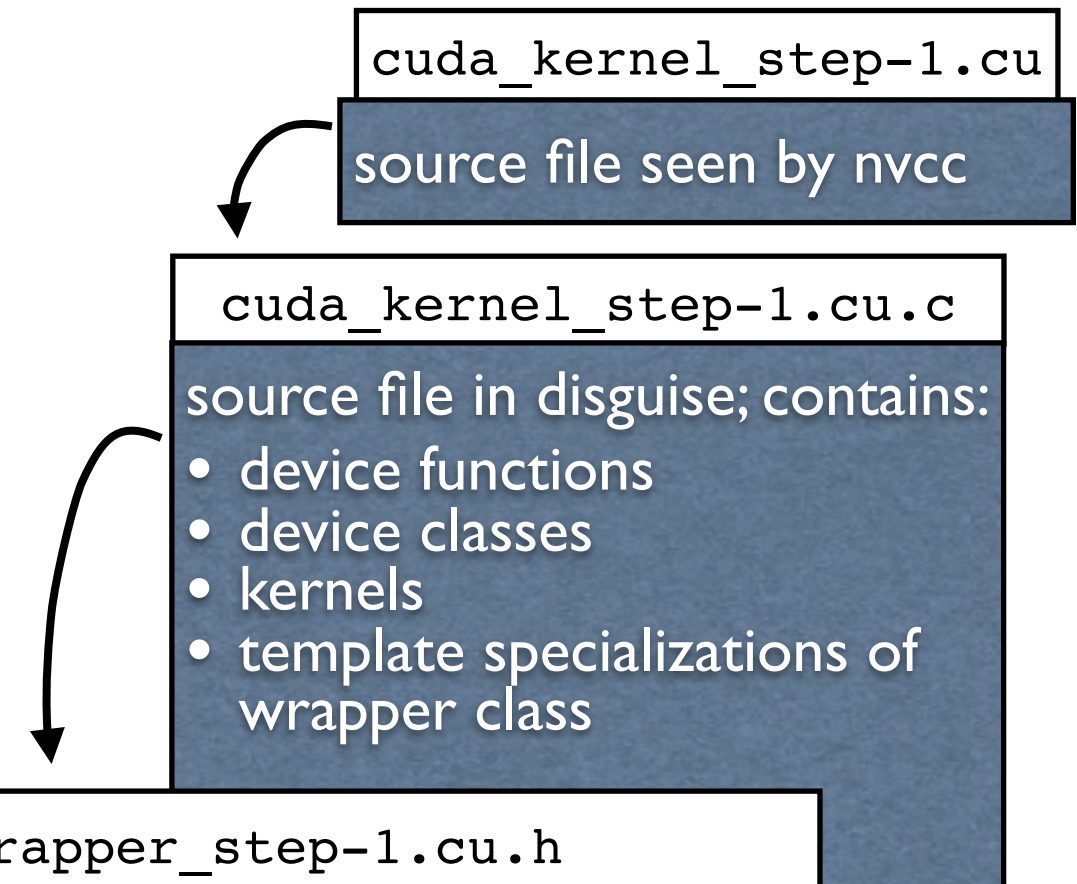 cuda_kernel_step-1.cu
source file seen by nvcc
cuda_kernel_step-1.cu.c
source file in disguise; contains:
• device functions
• device classes
• kernels
• template specializations of
wrapper class
rapper_step-1.cu.h